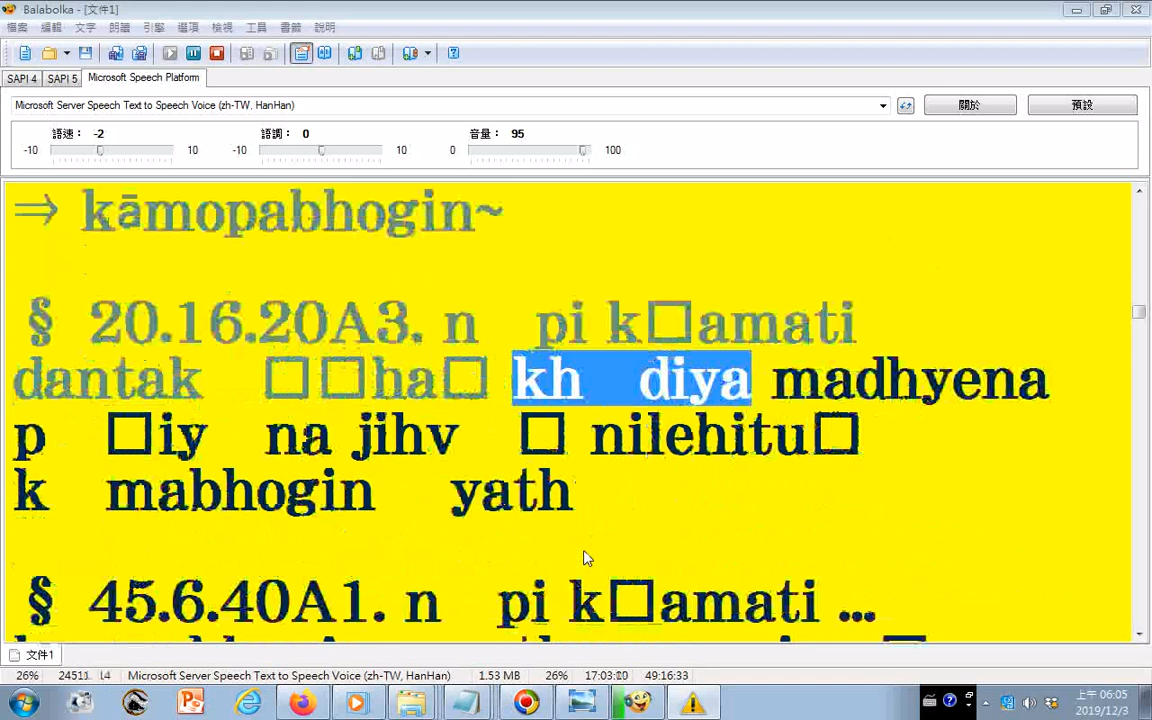 Balabolka - [文件1]
檔案 編輯 文字 朗讀 引擎 選項 檢視 工具 書籤 說明
SAPI 4 SAPI 5 Microsoft Speech Platform
Microsoft Server Speech Text to Speech Voice (zh-TW, HanHan) 關於 預設
語速： -2 語調： 0 音量： 95
-10 10 -10 10 0 100
⇒ kāmopabhogin~
§ 20.16.20A3. n pi k□amati
dantak □□ha□ kh diya madhyena
p □iy na jihv □ nilehitu□
k mabhogin yath
§ 45.6.40A1. n pi k□amati ...
文件1
26% 24511 L4 Microsoft Server Speech Text to Speech Voice (zh-TW, HanHan) 1.53 MB 26% 17:03:20 49:16:33
上午 06:05
2019/12/3